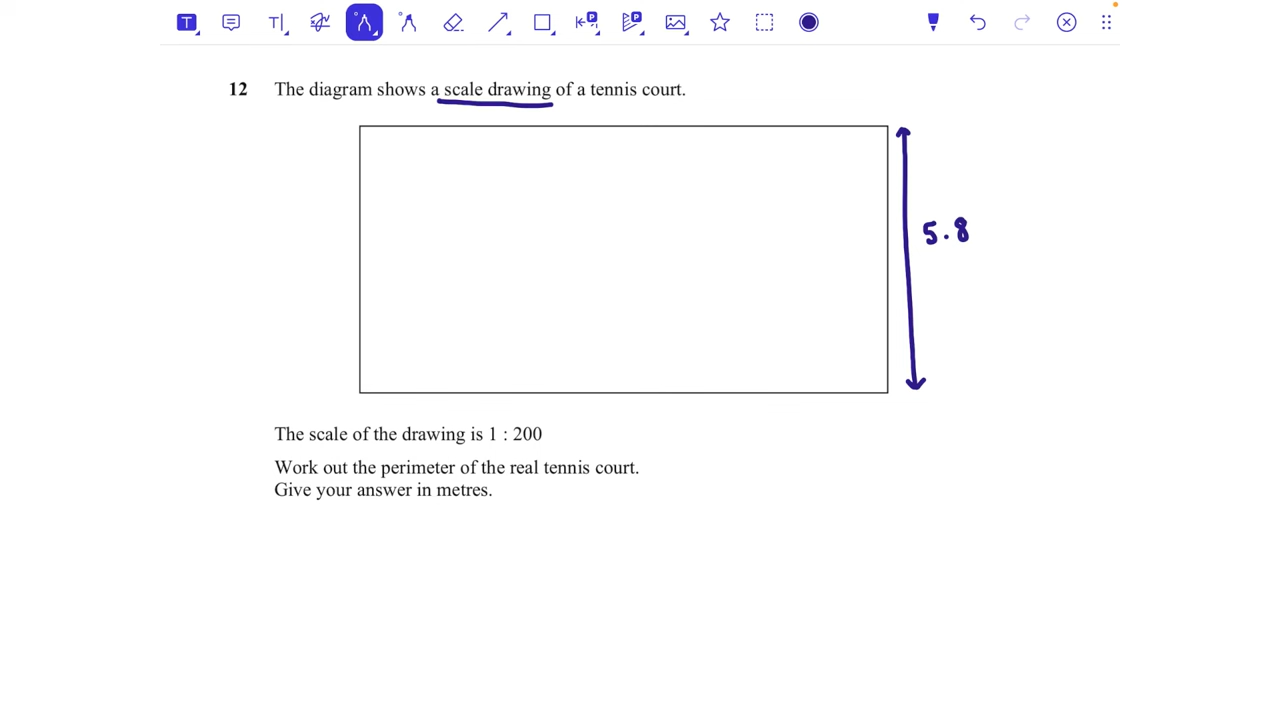 T T P P
12 The diagram shows a scale drawing of a tennis court.
5.8
The scale of the drawing is 1 : 200
Work out the perimeter of the real tennis court.
Give your answer in metres.